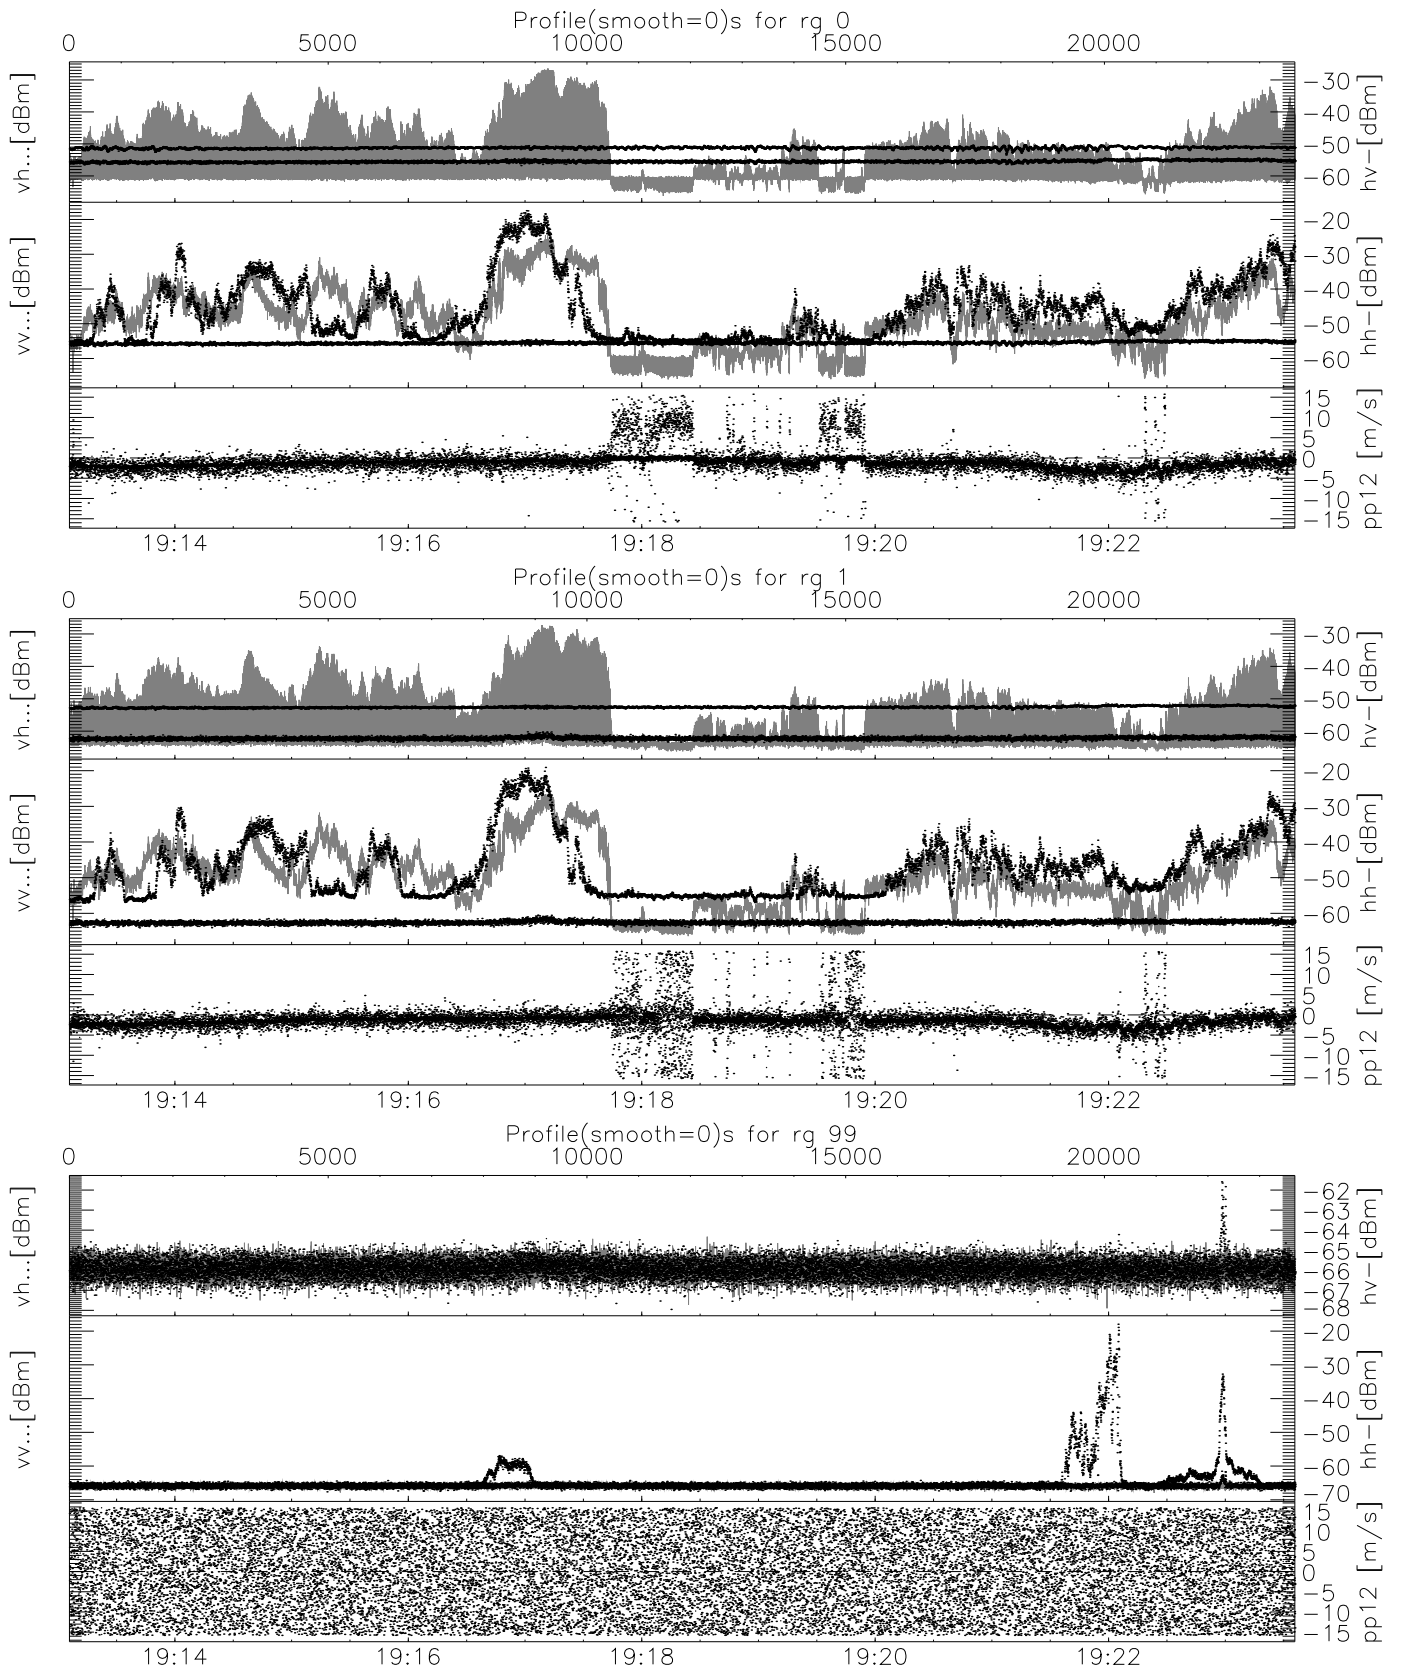 Profile(smooth=0)s for rg 0
0 5000 10000 15000 20000
vh...[dBm]
-30
-40
-50
-60
hv-[dBm]
vv...[dBm]
-20
-30
-40
-50
-60
hh-[dBm]
15
10
5
0
-5
-10
-15
pp12 [m/s]
19:14 19:16 19:18 19:20 19:22
Profile(smooth=0)s for rg 1
0 5000 10000 15000 20000
vh...[dBm]
-30
-40
-50
-60
hv-[dBm]
vv...[dBm]
-20
-30
-40
-50
-60
hh-[dBm]
15
10
5
0
-5
-10
-15
pp12 [m/s]
19:14 19:16 19:18 19:20 19:22
Profile(smooth=0)s for rg 99
0 5000 10000 15000 20000
vh...[dBm]
-62
-63
-64
-65
-66
-67
-68
hv-[dBm]
vv...[dBm]
-20
-30
-40
-50
-60
-70
hh-[dBm]
15
10
5
0
-5
-10
-15
pp12 [m/s]
19:14 19:16 19:18 19:20 19:22